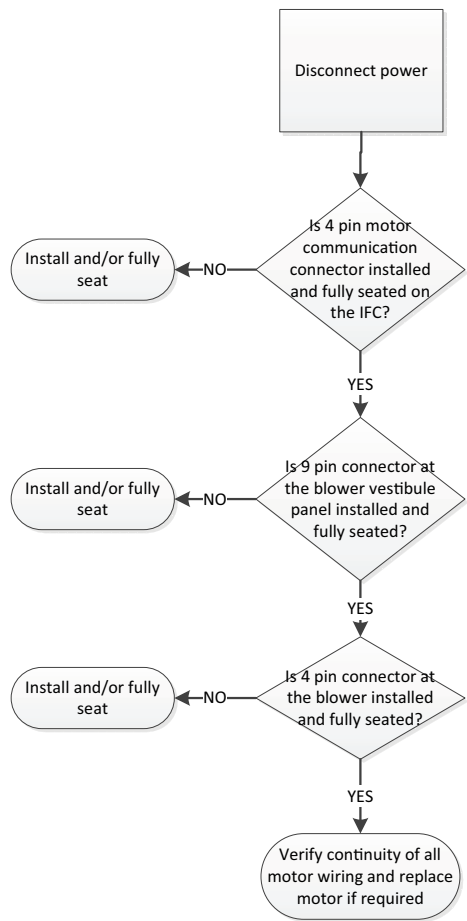 Disconnect power
Is 4 pin motor
communication
connector installed
and fully seated on
the IFC?
NO
Install and/or fully
seat
YES
Is 9 pin connector at
the blower vestibule
panel installed and
fully seated?
NO
Install and/or fully
seat
YES
Is 4 pin connector at
the blower installed
and fully seated?
NO
Install and/or fully
seat
YES
Verify continuity of all
motor wiring and replace
motor if required